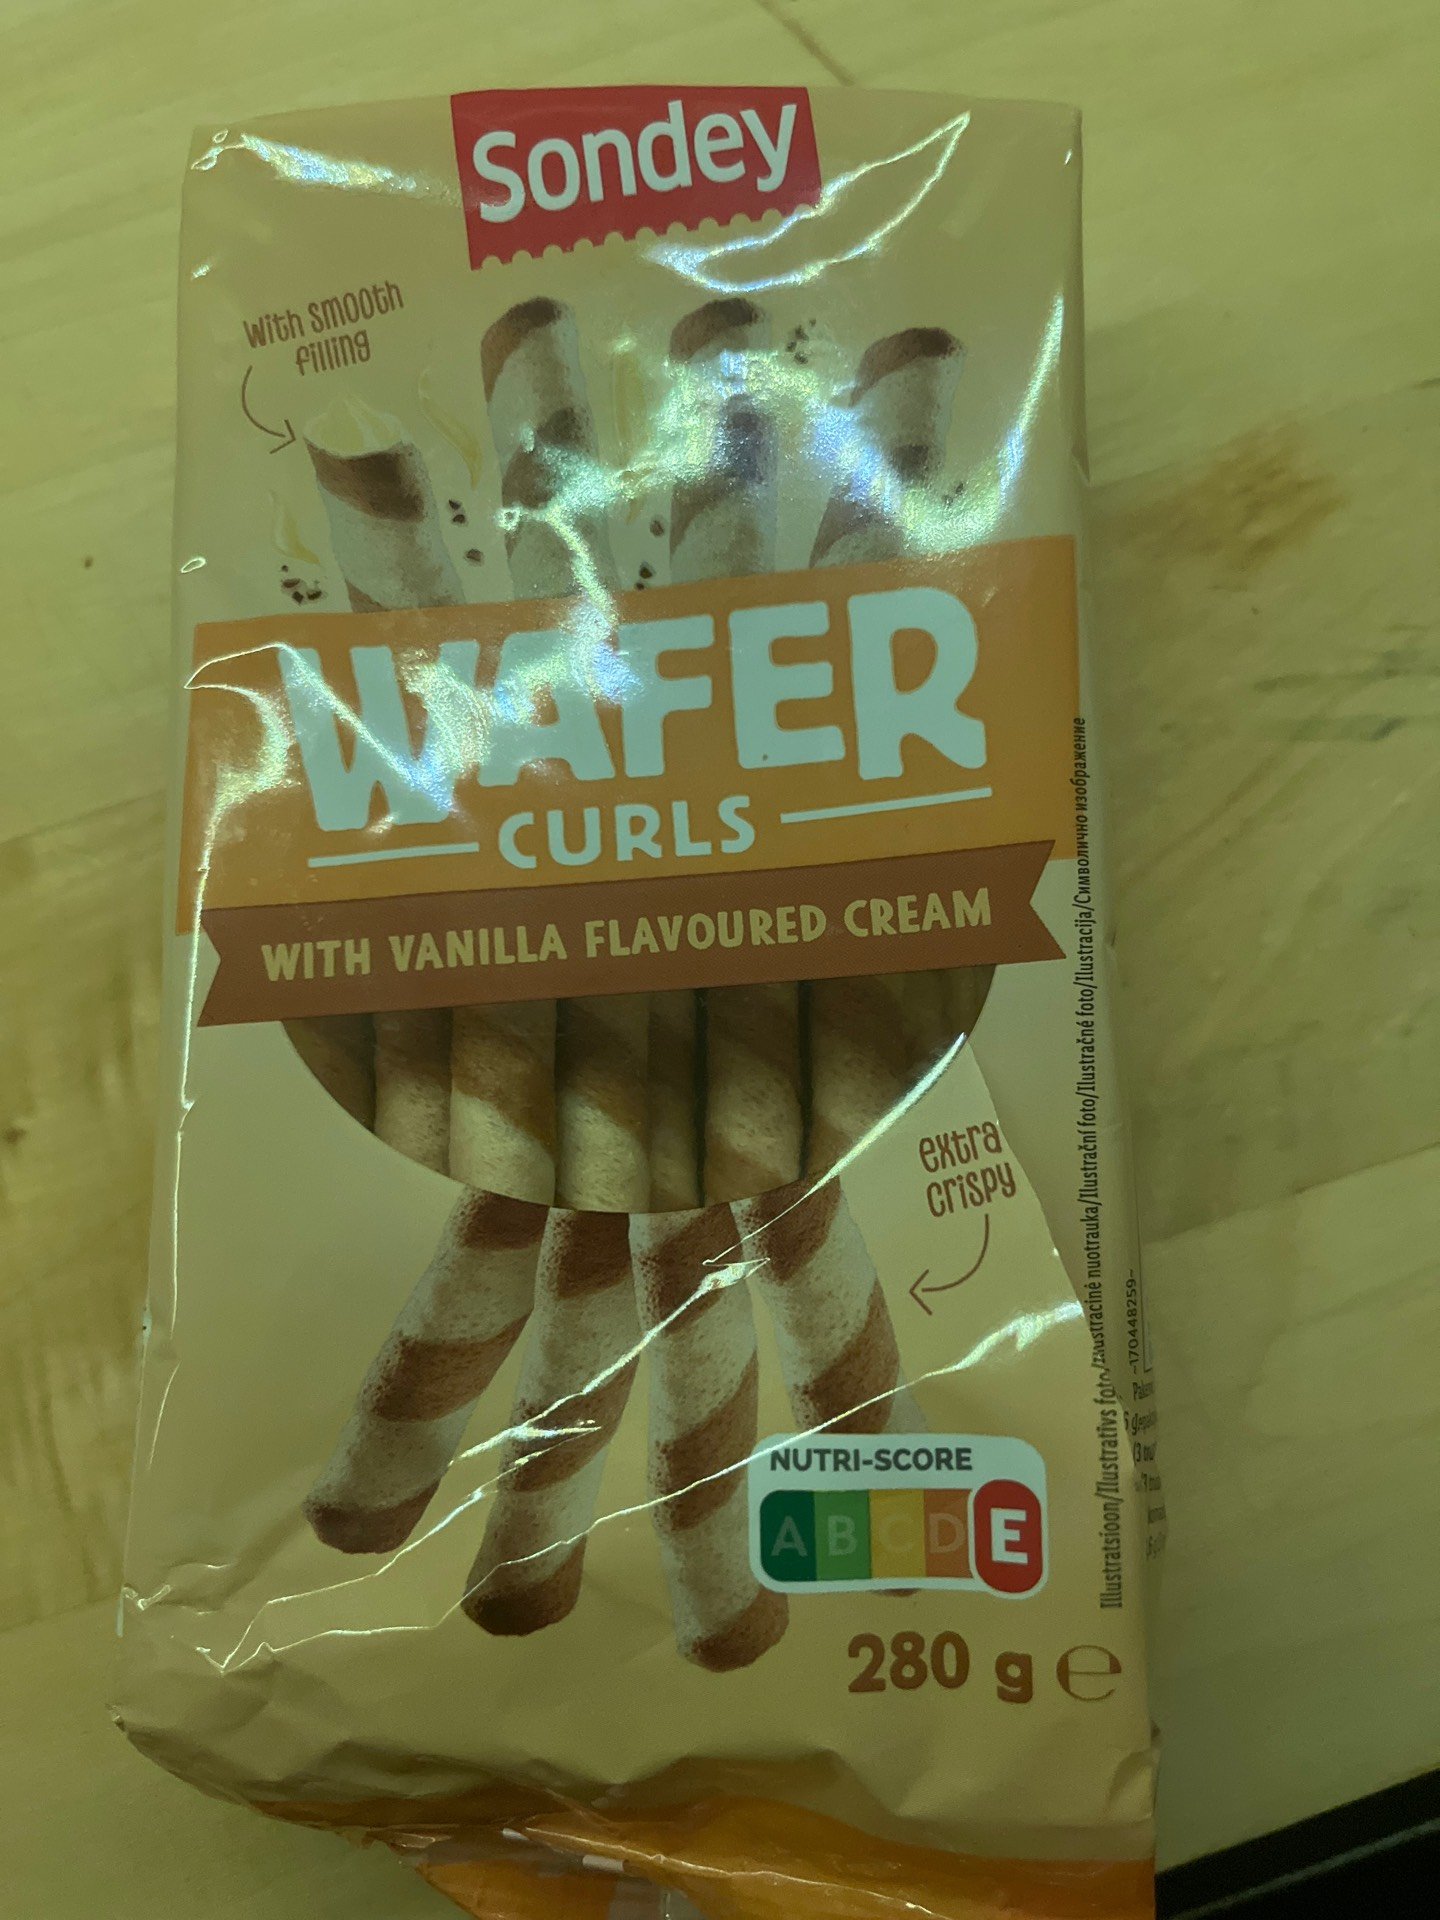 Sondey
With smooth
filling
WAFER
CURLS
WITH VANILLA FLAVOURED CREAM
extra
crispy
NUTRI-SCORE
A B C D E
280 g e
Illustratsioon/Ilustratīvs foto/Iliustracinė nuotrauka/Ilustrační foto/Ilustračné foto/Ilustracija/Символично изображение
-170448259-